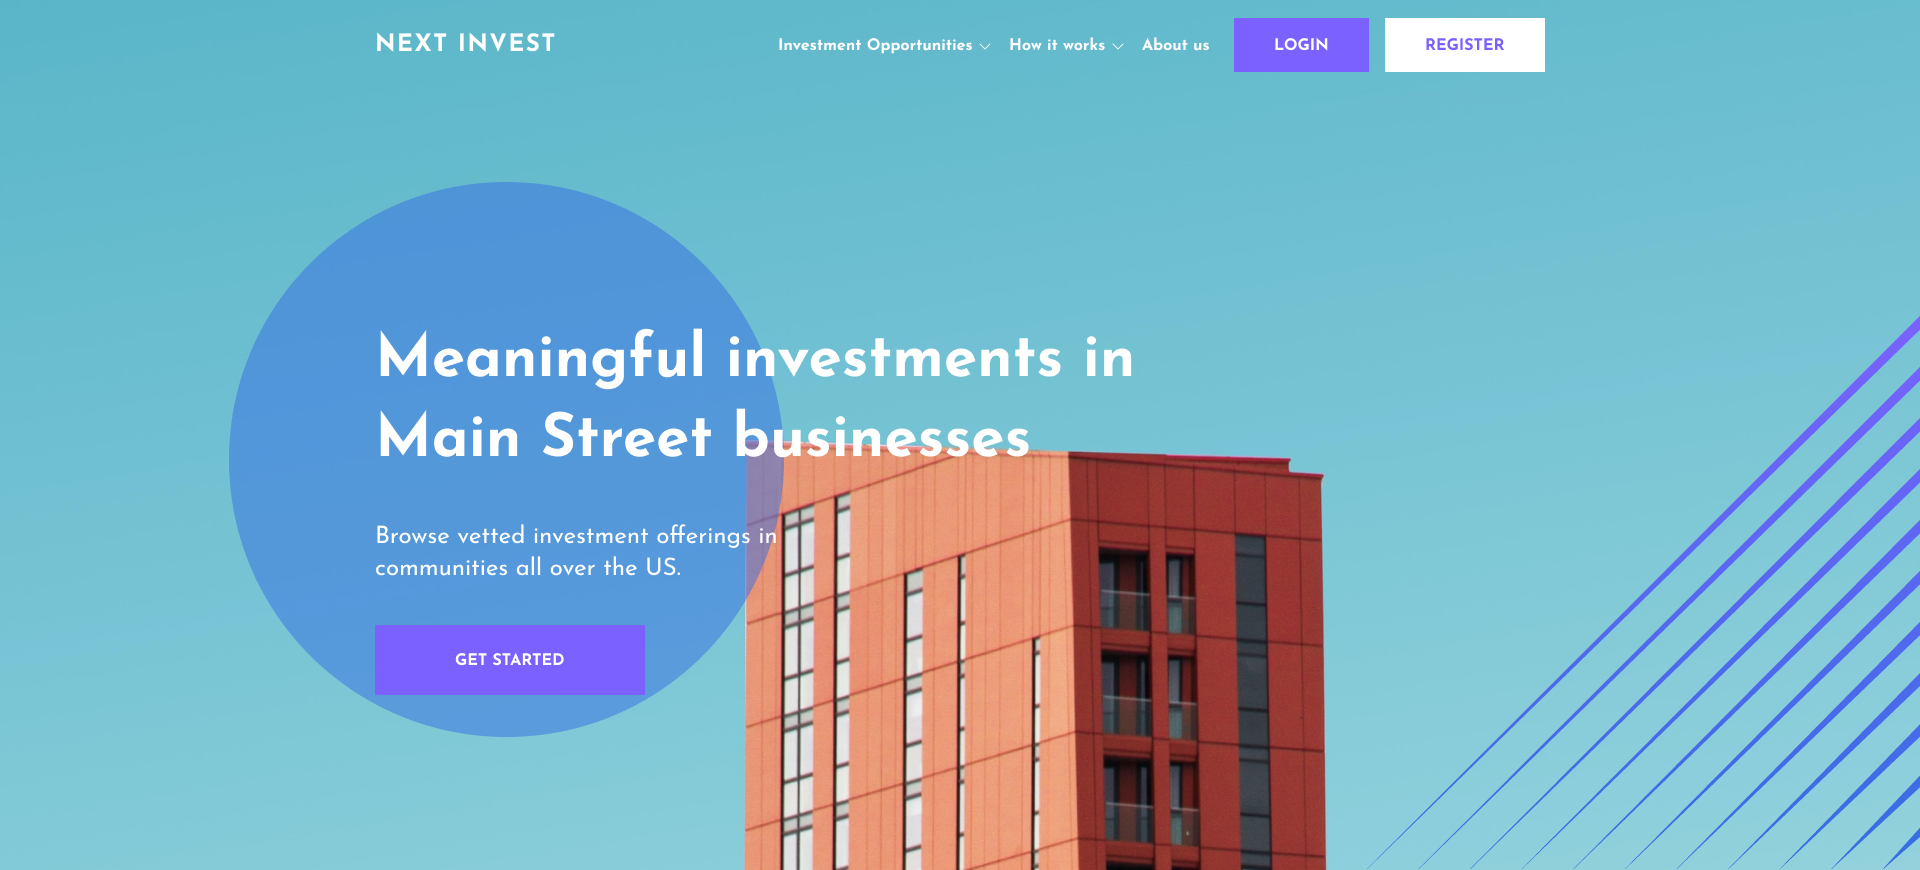 NEXT INVEST
Investment Opportunities
How it works
About us
LOGIN
REGISTER
Meaningful investments in
Main Street businesses
Browse vetted investment offerings in
communities all over the US.
GET STARTED